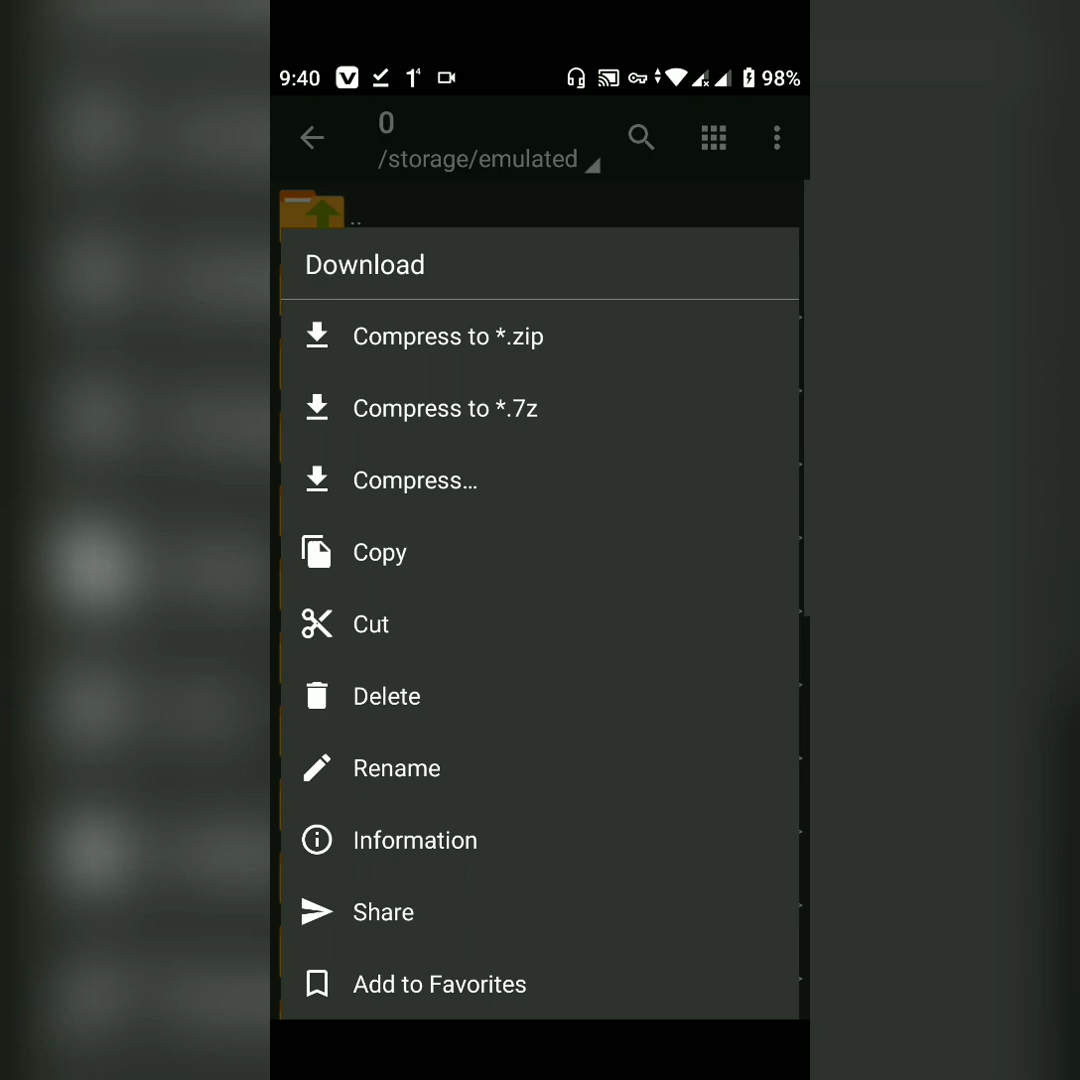 9:40 1⁴ 98%
0
/storage/emulated
..
Download
Compress to *.zip
Compress to *.7z
Compress...
Copy
Cut
Delete
Rename
Information
Share
Add to Favorites